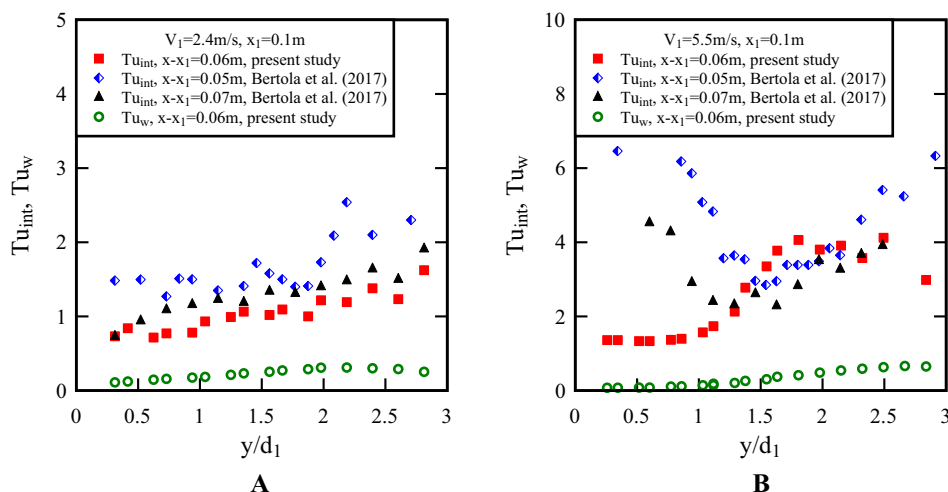 V1=2.4m/s, x1=0.1m
Tuint, x-x1=0.06m, present study
Tuint, x-x1=0.05m, Bertola et al. (2017)
Tuint, x-x1=0.07m, Bertola et al. (2017)
Tuw, x-x1=0.06m, present study
5
4
3
2
1
0
Tuint, Tuw
0
0.5
1
1.5
2
2.5
3
y/d1
A
V1=5.5m/s, x1=0.1m
Tuint, x-x1=0.06m, present study
Tuint, x-x1=0.05m, Bertola et al. (2017)
Tuint, x-x1=0.07m, Bertola et al. (2017)
Tuw, x-x1=0.06m, present study
10
8
6
4
2
0
Tuint, Tuw
0
0.5
1
1.5
2
2.5
3
y/d1
B